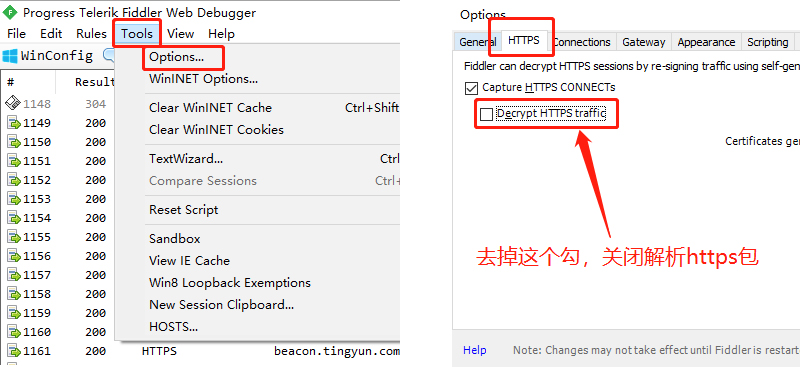 Progress Telerik Fiddler Web Debugger
File Edit Rules Tools View Help
WinConfig
Options...
WinINET Options...
# Result
Clear WinINET Cache Ctrl+Shift
1148 304
1149 200
Clear WinINET Cookies
1150 200
1151 200
TextWizard... Ctrl
1152 200
Compare Sessions Ctrl+
1153 200
1154 200
Reset Script
1155 200
Sandbox
1156 200
View IE Cache
1157 200
Win8 Loopback Exemptions
1158 200
New Session Clipboard...
1159 200
HOSTS...
1160 200
1161 200 HTTPS beacon.tingyun.com
Options
General HTTPS Connections Gateway Appearance Scripting
Fiddler can decrypt HTTPS sessions by re-signing traffic using self-gen
Capture HTTPS CONNECTs
Decrypt HTTPS traffic
Certificates gen
去掉这个勾，关闭解析https包
Help Note: Changes may not take effect until Fiddler is restart